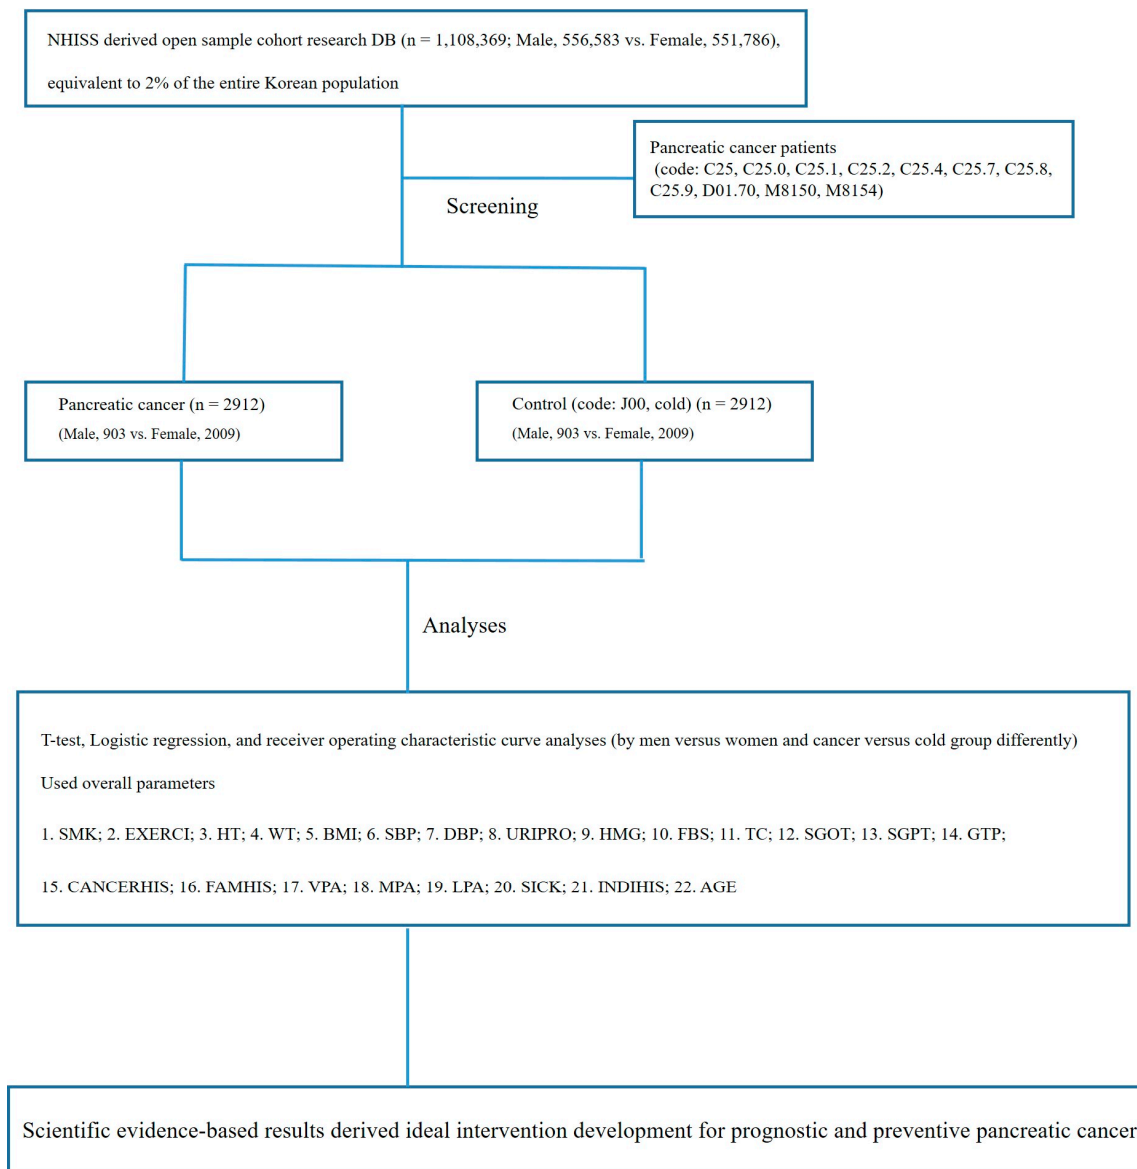 NHISS derived open sample cohort research DB (n = 1,108,369; Male, 556,583 vs. Female, 551,786),
equivalent to 2% of the entire Korean population
Pancreatic cancer patients
(code: C25, C25.0, C25.1, C25.2, C25.4, C25.7, C25.8,
C25.9, D01.70, M8150, M8154)
Screening
Pancreatic cancer (n = 2912)
(Male, 903 vs. Female, 2009)
Control (code: J00, cold) (n = 2912)
(Male, 903 vs. Female, 2009)
Analyses
T-test, Logistic regression, and receiver operating characteristic curve analyses (by men versus women and cancer versus cold group differently)
Used overall parameters
1. SMK; 2. EXERCI; 3. HT; 4. WT; 5. BMI; 6. SBP; 7. DBP; 8. URIPRO; 9. HMG; 10. FBS; 11. TC; 12. SGOT; 13. SGPT; 14. GTP;
15. CANCERHIS; 16. FAMHIS; 17. VPA; 18. MPA; 19. LPA; 20. SICK; 21. INDIHIS; 22. AGE
Scientific evidence-based results derived ideal intervention development for prognostic and preventive pancreatic cancer